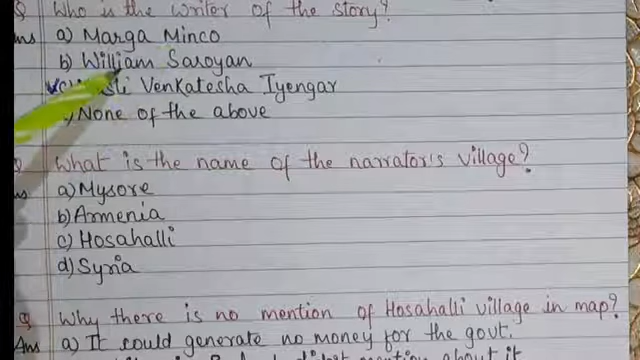 Q Who is the writer of the story?
Ans a) Marga Minco
b) William Saroyan
Venkatesha Iyengar
None of the above
What is the name of the narrator's village?
a) Mysore
b) Armenia
c) Hosahalli
d) Syria
Q Why there is no mention of Hosahalli village in map?
Ans a) It could generate no money for the govt.